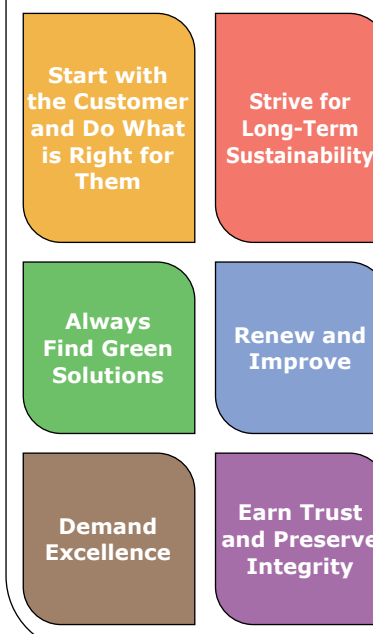 Start with
the Customer
and Do What
is Right for
Them
Strive for
Long-Term
Sustainability
Always
Find Green
Solutions
Renew and
Improve
Demand
Excellence
Earn Trust
and Preserve
Integrity